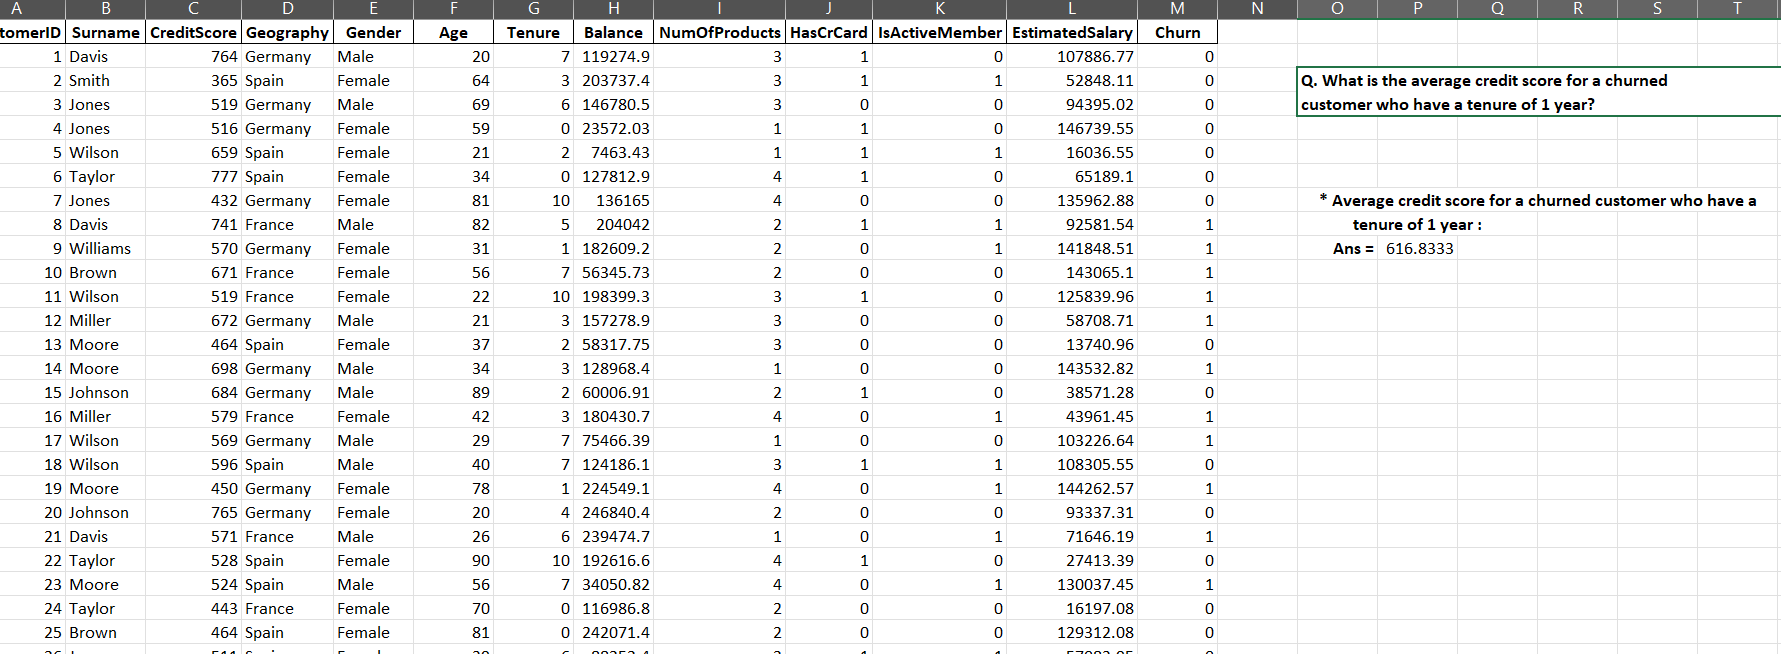 A B C D E F G H I J K L M N O P Q R S T
tomerID Surname CreditScore Geography Gender Age Tenure Balance NumOfProducts HasCrCard IsActiveMember EstimatedSalary Churn
1 Davis 764 Germany Male 20 7 119274.9 3 1 0 107886.77 0
2 Smith 365 Spain Female 64 3 203737.4 3 1 1 52848.11 0 Q. What is the average credit score for a churned
3 Jones 519 Germany Male 69 6 146780.5 3 0 0 94395.02 0 customer who have a tenure of 1 year?
4 Jones 516 Germany Female 59 0 23572.03 1 1 0 146739.55 0
5 Wilson 659 Spain Female 21 2 7463.43 1 1 1 16036.55 0
6 Taylor 777 Spain Female 34 0 127812.9 4 1 0 65189.1 0
7 Jones 432 Germany Female 81 10 136165 4 0 0 135962.88 0 * Average credit score for a churned customer who have a
8 Davis 741 France Male 82 5 204042 2 1 1 92581.54 1 tenure of 1 year :
9 Williams 570 Germany Female 31 1 182609.2 2 0 1 141848.51 1 Ans = 616.8333
10 Brown 671 France Female 56 7 56345.73 2 0 0 143065.1 1
11 Wilson 519 France Female 22 10 198399.3 3 1 0 125839.96 1
12 Miller 672 Germany Male 21 3 157278.9 3 0 0 58708.71 1
13 Moore 464 Spain Female 37 2 58317.75 3 0 0 13740.96 0
14 Moore 698 Germany Male 34 3 128968.4 1 0 0 143532.82 1
15 Johnson 684 Germany Male 89 2 60006.91 2 1 0 38571.28 0
16 Miller 579 France Female 42 3 180430.7 4 0 1 43961.45 1
17 Wilson 569 Germany Male 29 7 75466.39 1 0 0 103226.64 1
18 Wilson 596 Spain Male 40 7 124186.1 3 1 1 108305.55 0
19 Moore 450 Germany Female 78 1 224549.1 4 0 1 144262.57 1
20 Johnson 765 Germany Female 20 4 246840.4 2 0 0 93337.31 0
21 Davis 571 France Male 26 6 239474.7 1 0 1 71646.19 1
22 Taylor 528 Spain Female 90 10 192616.6 4 1 0 27413.39 0
23 Moore 524 Spain Male 56 7 34050.82 4 0 1 130037.45 1
24 Taylor 443 France Female 70 0 116986.8 2 0 0 16197.08 0
25 Brown 464 Spain Female 81 0 242071.4 2 0 0 129312.08 0